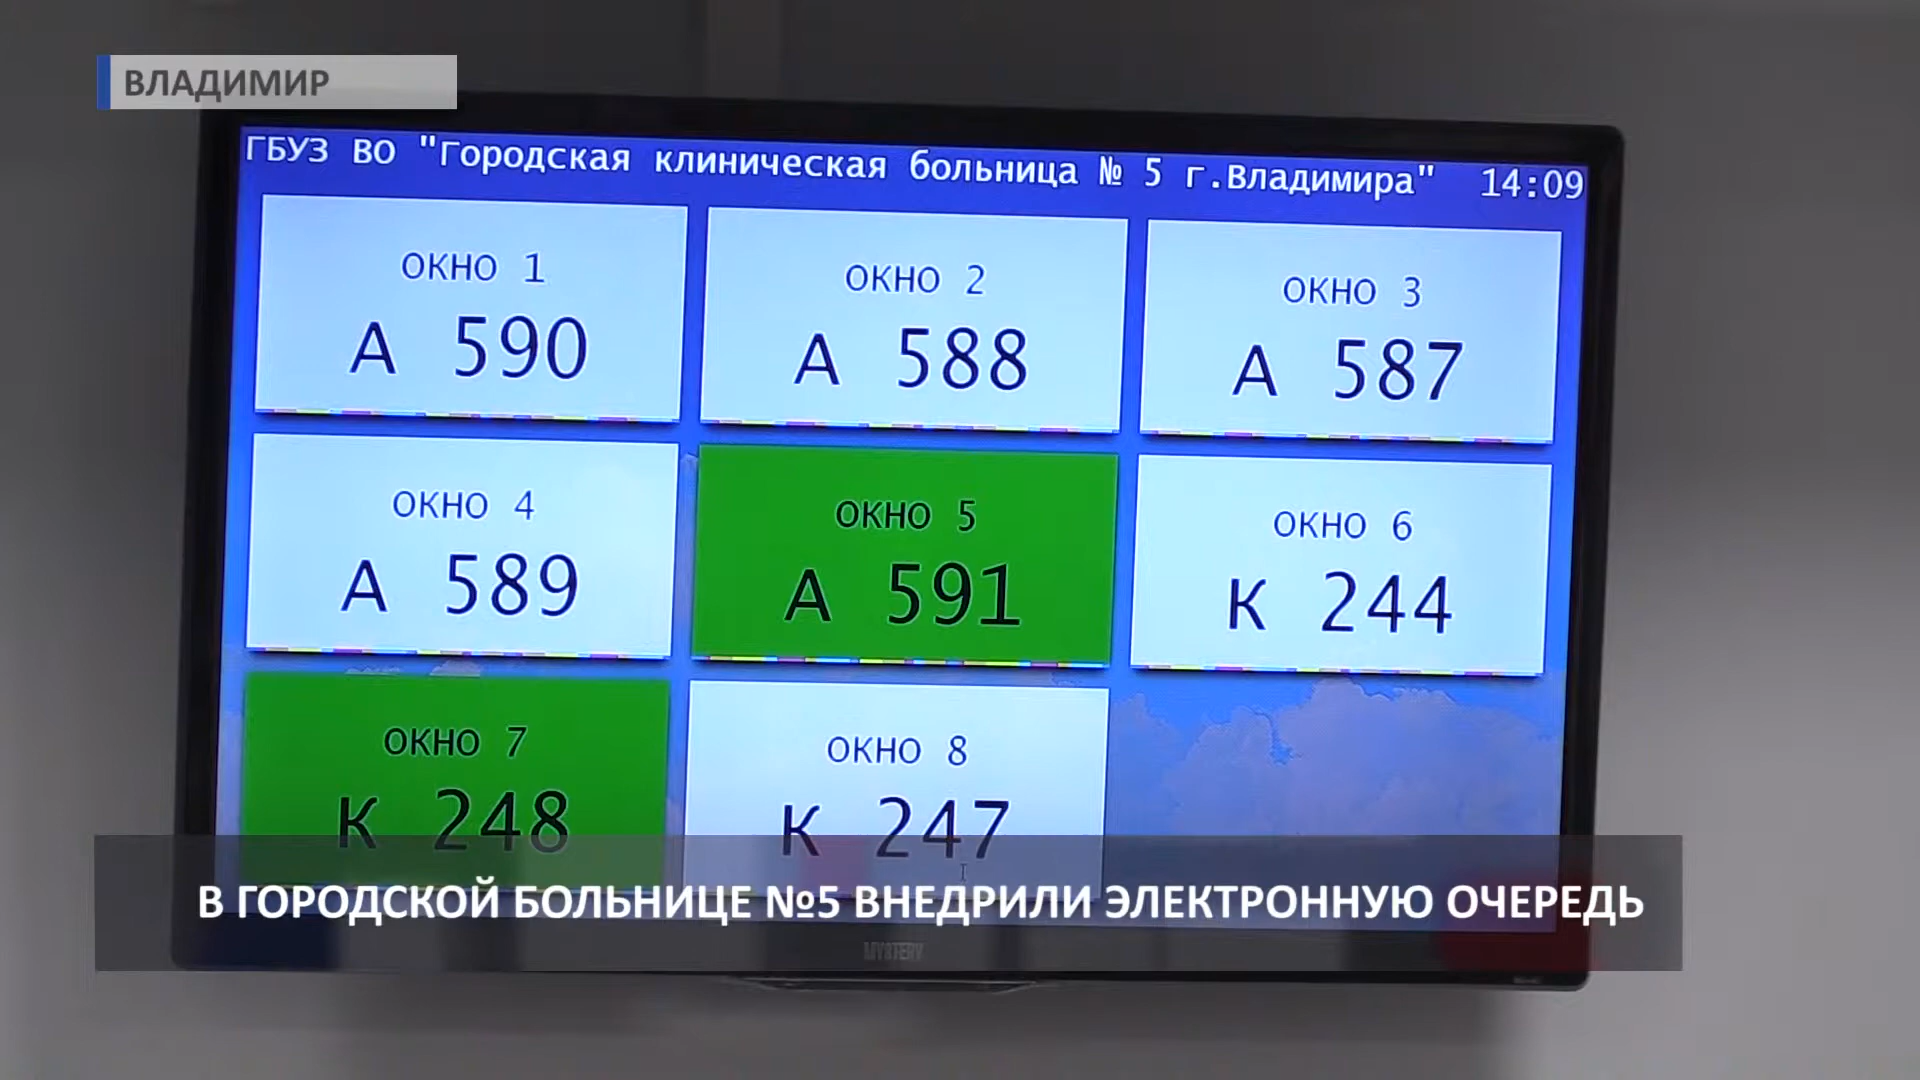 ВЛАДИМИР
ГБУЗ ВО "Городская клиническая больница № 5 г.Владимира" 14:09
ОКНО 1
А 590
ОКНО 2
А 588
ОКНО 3
А 587
ОКНО 4
А 589
ОКНО 5
А 591
ОКНО 6
К 244
ОКНО 7
К 248
ОКНО 8
К 247
В ГОРОДСКОЙ БОЛЬНИЦЕ №5 ВНЕДРИЛИ ЭЛЕКТРОННУЮ ОЧЕРЕДЬ
MYSTERY